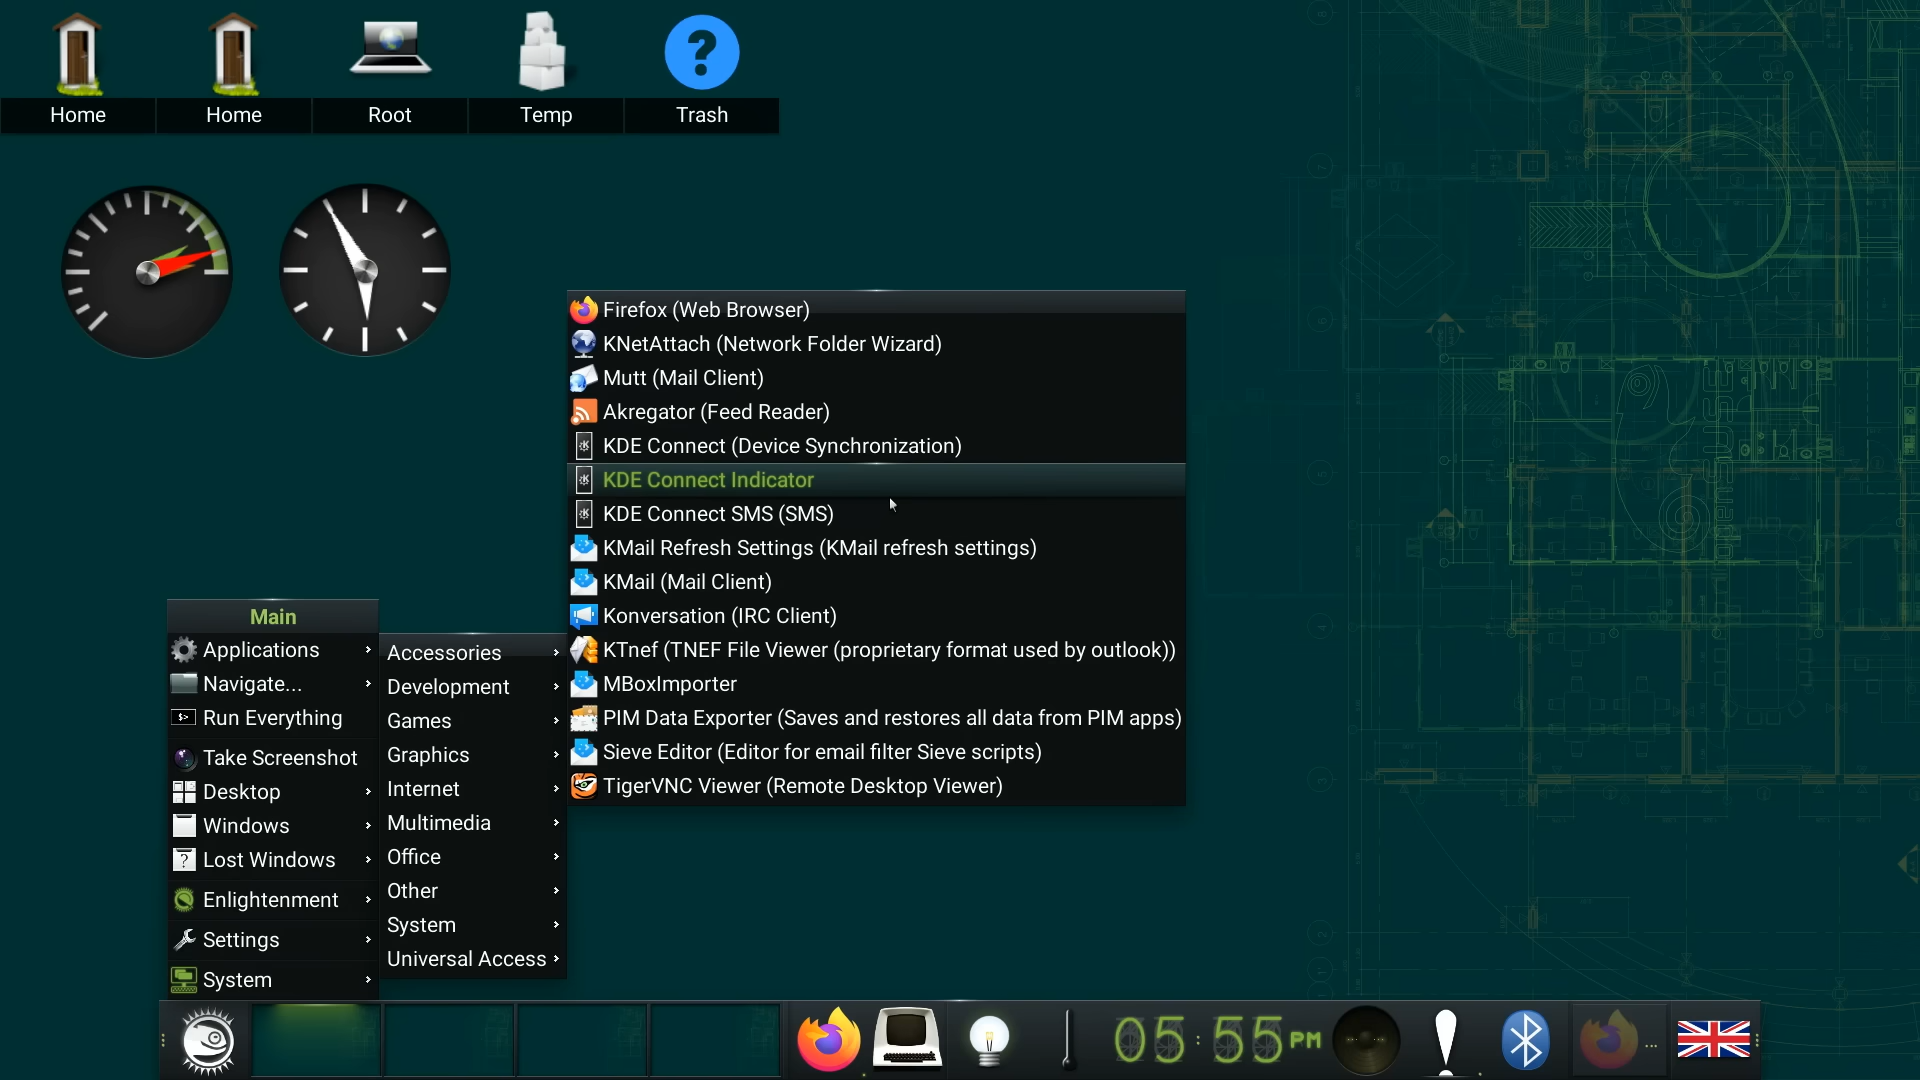 Home
Home
Root
Temp
Trash
Firefox (Web Browser)
KNetAttach (Network Folder Wizard)
Mutt (Mail Client)
Akregator (Feed Reader)
KDE Connect (Device Synchronization)
KDE Connect Indicator
KDE Connect SMS (SMS)
KMail Refresh Settings (KMail refresh settings)
KMail (Mail Client)
Konversation (IRC Client)
KTnef (TNEF File Viewer (proprietary format used by outlook))
MBoxImporter
PIM Data Exporter (Saves and restores all data from PIM apps)
Sieve Editor (Editor for email filter Sieve scripts)
TigerVNC Viewer (Remote Desktop Viewer)
Main
Applications
Navigate...
Run Everything
Take Screenshot
Desktop
Windows
Lost Windows
Enlightenment
Settings
System
Accessories
Development
Games
Graphics
Internet
Multimedia
Office
Other
System
Universal Access
openSUSE
05:55 PM